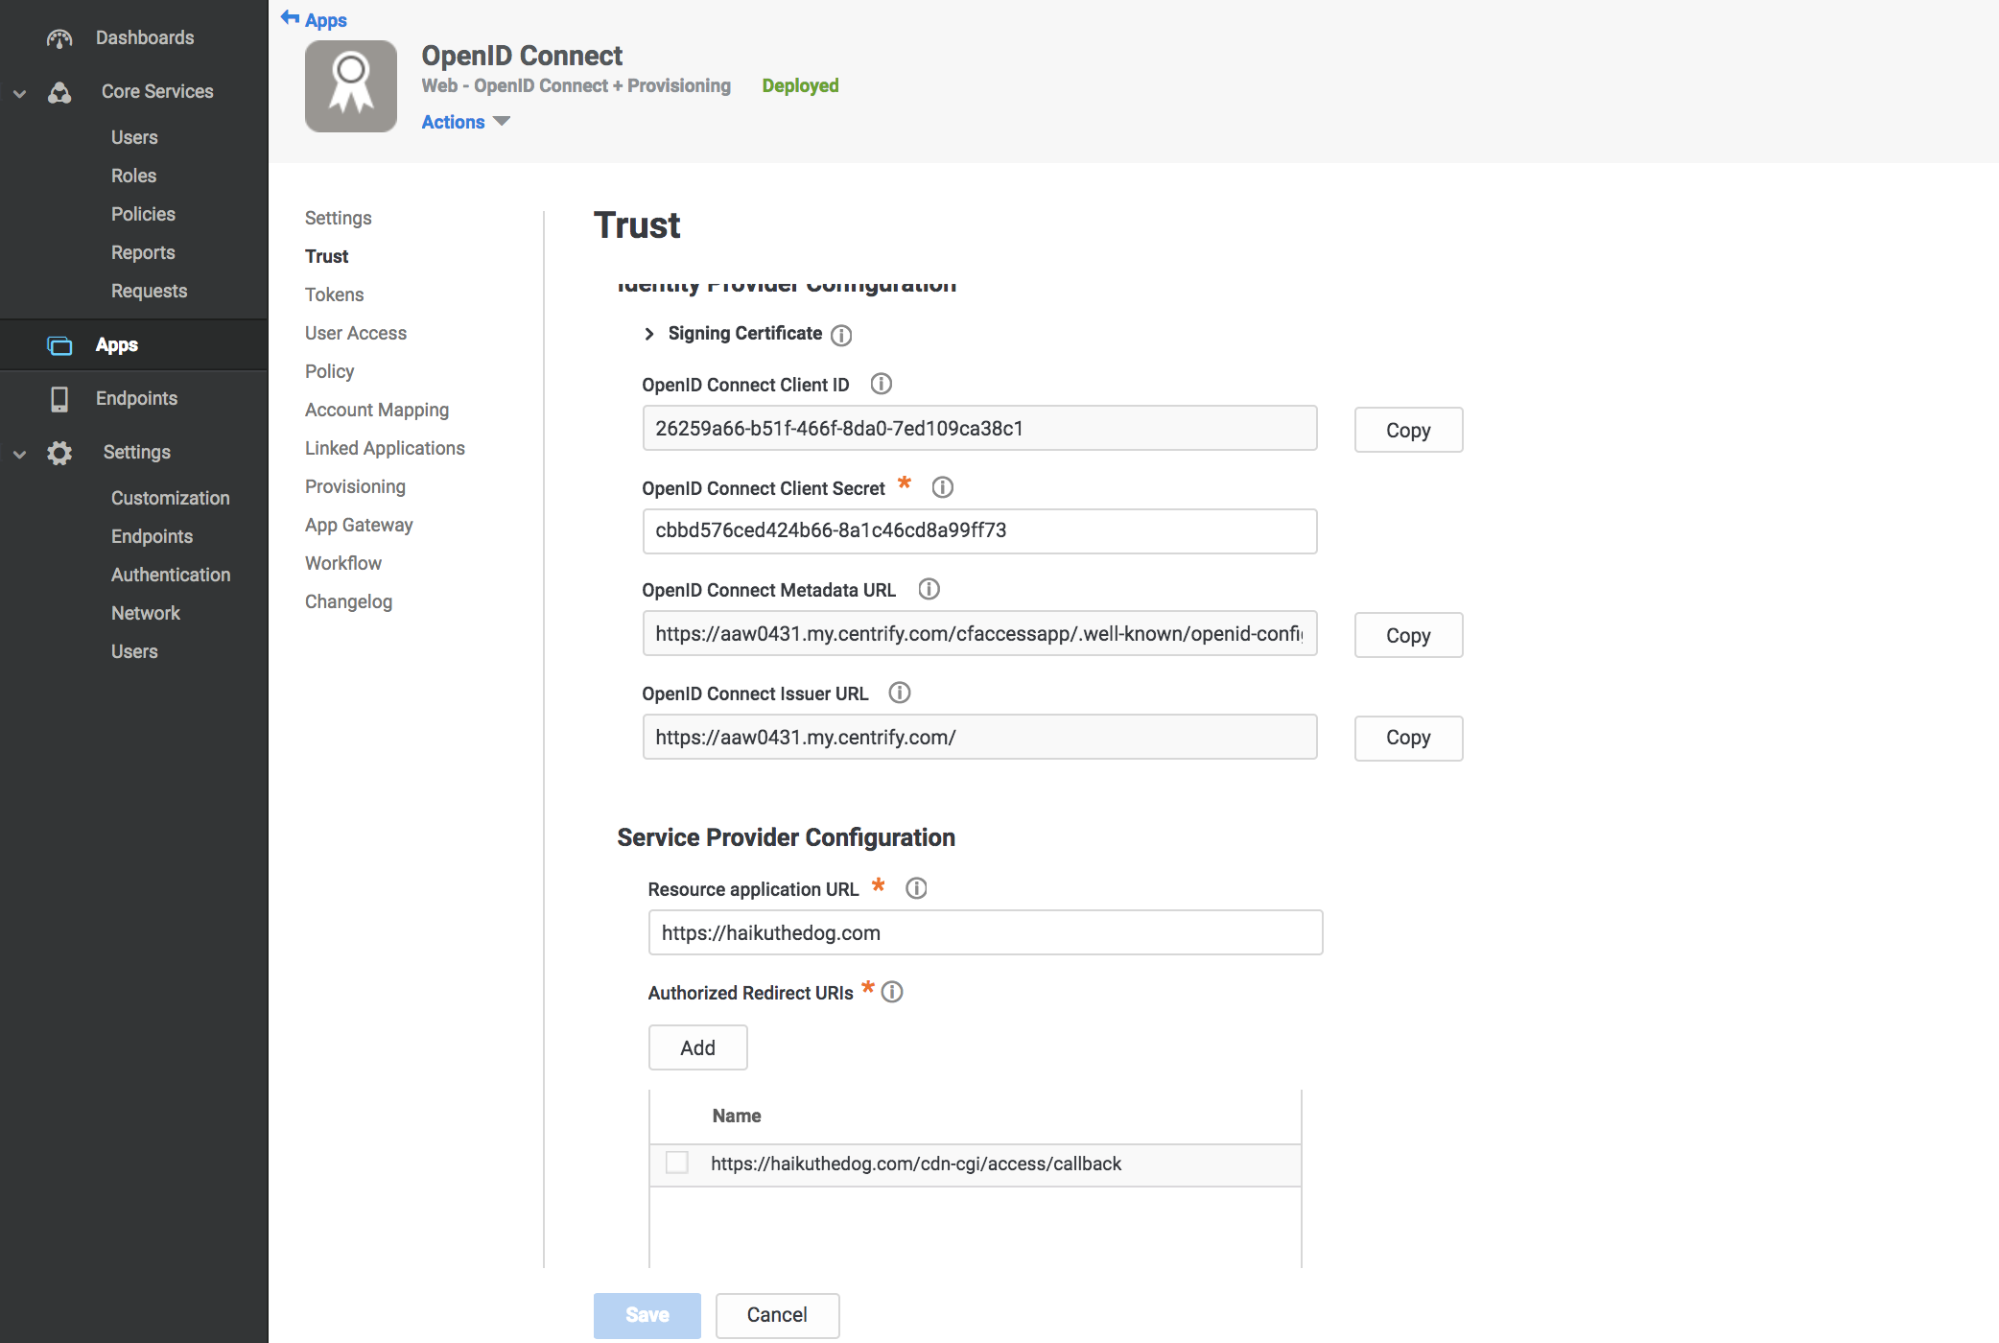 Dashboards
Core Services
Users
Roles
Policies
Reports
Requests
Apps
Endpoints
Settings
Customization
Endpoints
Authentication
Network
Users
Apps
OpenID Connect
Web - OpenID Connect + Provisioning Deployed
Actions
Settings
Trust
Tokens
User Access
Policy
Account Mapping
Linked Applications
Provisioning
App Gateway
Workflow
Changelog
Trust
Identity Provider Configuration
Signing Certificate
OpenID Connect Client ID
26259a66-b51f-466f-8da0-7ed109ca38c1 Copy
OpenID Connect Client Secret *
cbbd576ced424b66-8a1c46cd8a99ff73
OpenID Connect Metadata URL
https://aaw0431.my.centrify.com/cfaccessapp/.well-known/openid-confi Copy
OpenID Connect Issuer URL
https://aaw0431.my.centrify.com/ Copy
Service Provider Configuration
Resource application URL *
https://haikuthedog.com
Authorized Redirect URIs *
Add
Name
https://haikuthedog.com/cdn-cgi/access/callback
Save Cancel